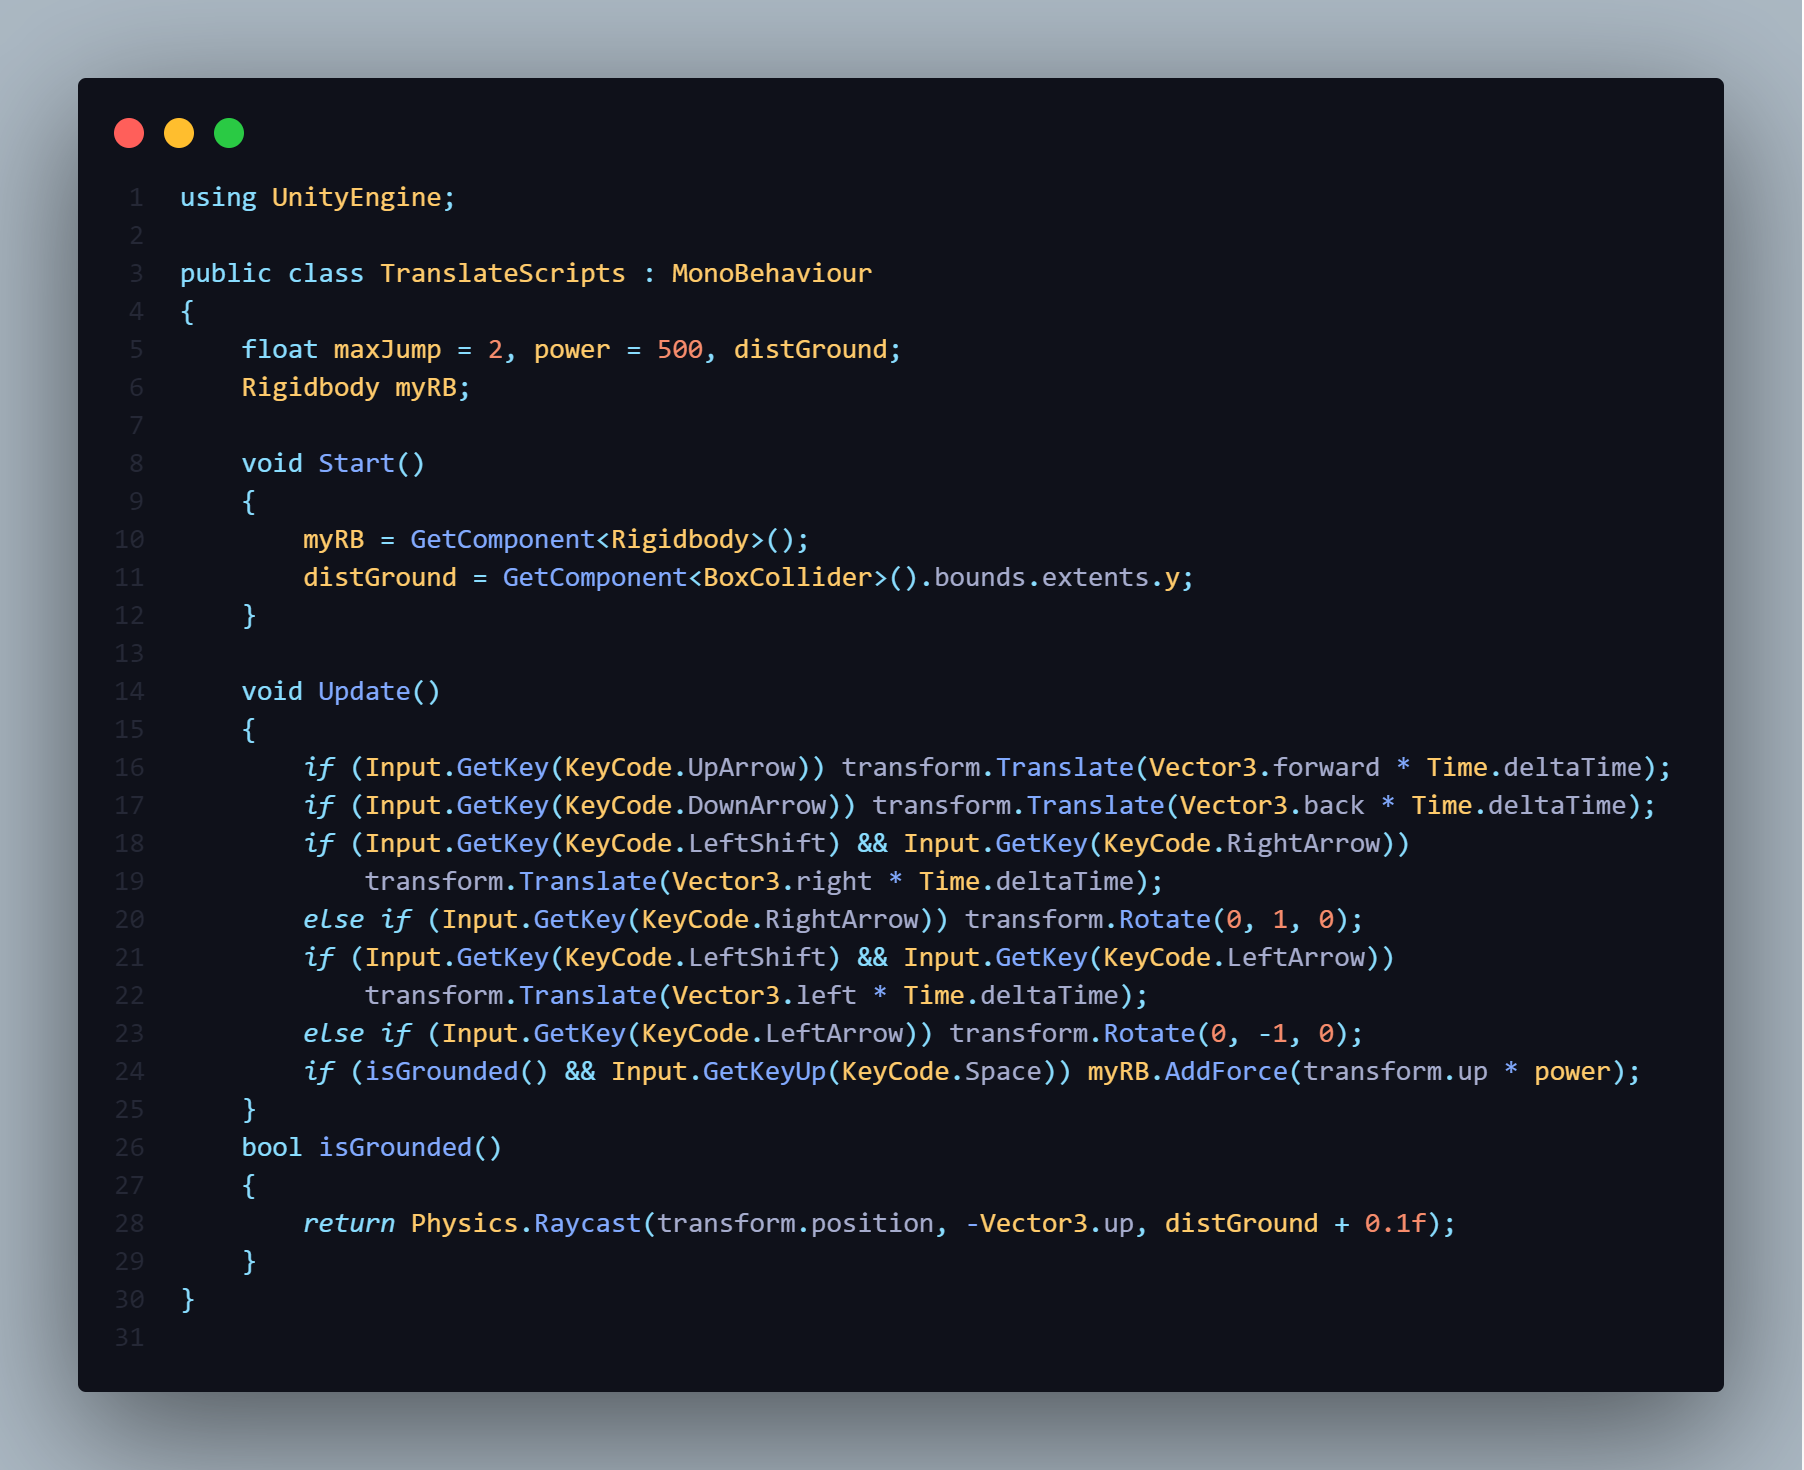 1 using UnityEngine;
2
3 public class TranslateScripts : MonoBehaviour
4 {
5     float maxJump = 2, power = 500, distGround;
6     Rigidbody myRB;
7
8     void Start()
9     {
10         myRB = GetComponent<Rigidbody>();
11         distGround = GetComponent<BoxCollider>().bounds.extents.y;
12     }
13
14     void Update()
15     {
16         if (Input.GetKey(KeyCode.UpArrow)) transform.Translate(Vector3.forward * Time.deltaTime);
17         if (Input.GetKey(KeyCode.DownArrow)) transform.Translate(Vector3.back * Time.deltaTime);
18         if (Input.GetKey(KeyCode.LeftShift) && Input.GetKey(KeyCode.RightArrow))
19             transform.Translate(Vector3.right * Time.deltaTime);
20         else if (Input.GetKey(KeyCode.RightArrow)) transform.Rotate(0, 1, 0);
21         if (Input.GetKey(KeyCode.LeftShift) && Input.GetKey(KeyCode.LeftArrow))
22             transform.Translate(Vector3.left * Time.deltaTime);
23         else if (Input.GetKey(KeyCode.LeftArrow)) transform.Rotate(0, -1, 0);
24         if (isGrounded() && Input.GetKeyUp(KeyCode.Space)) myRB.AddForce(transform.up * power);
25     }
26     bool isGrounded()
27     {
28         return Physics.Raycast(transform.position, -Vector3.up, distGround + 0.1f);
29     }
30 }
31